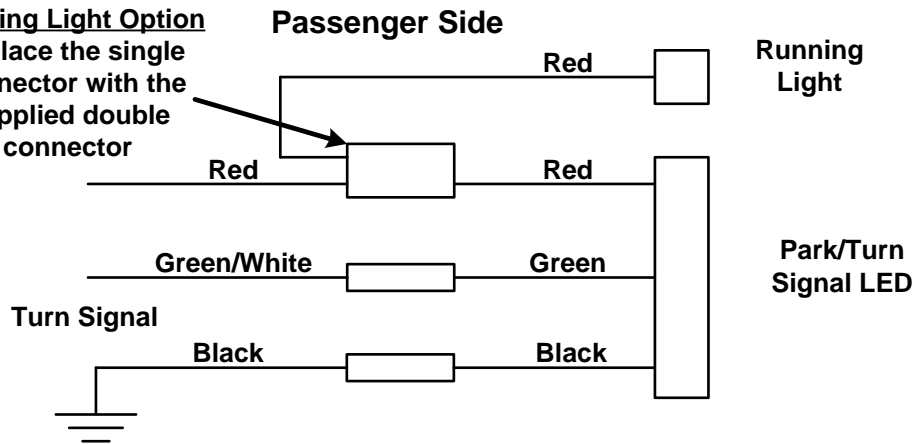 ing Light Option
lace the single
nector with the
pplied double
connector
Passenger Side
Red
Running
Light
Red
Red
Green/White
Green
Park/Turn
Signal LED
Turn Signal
Black
Black